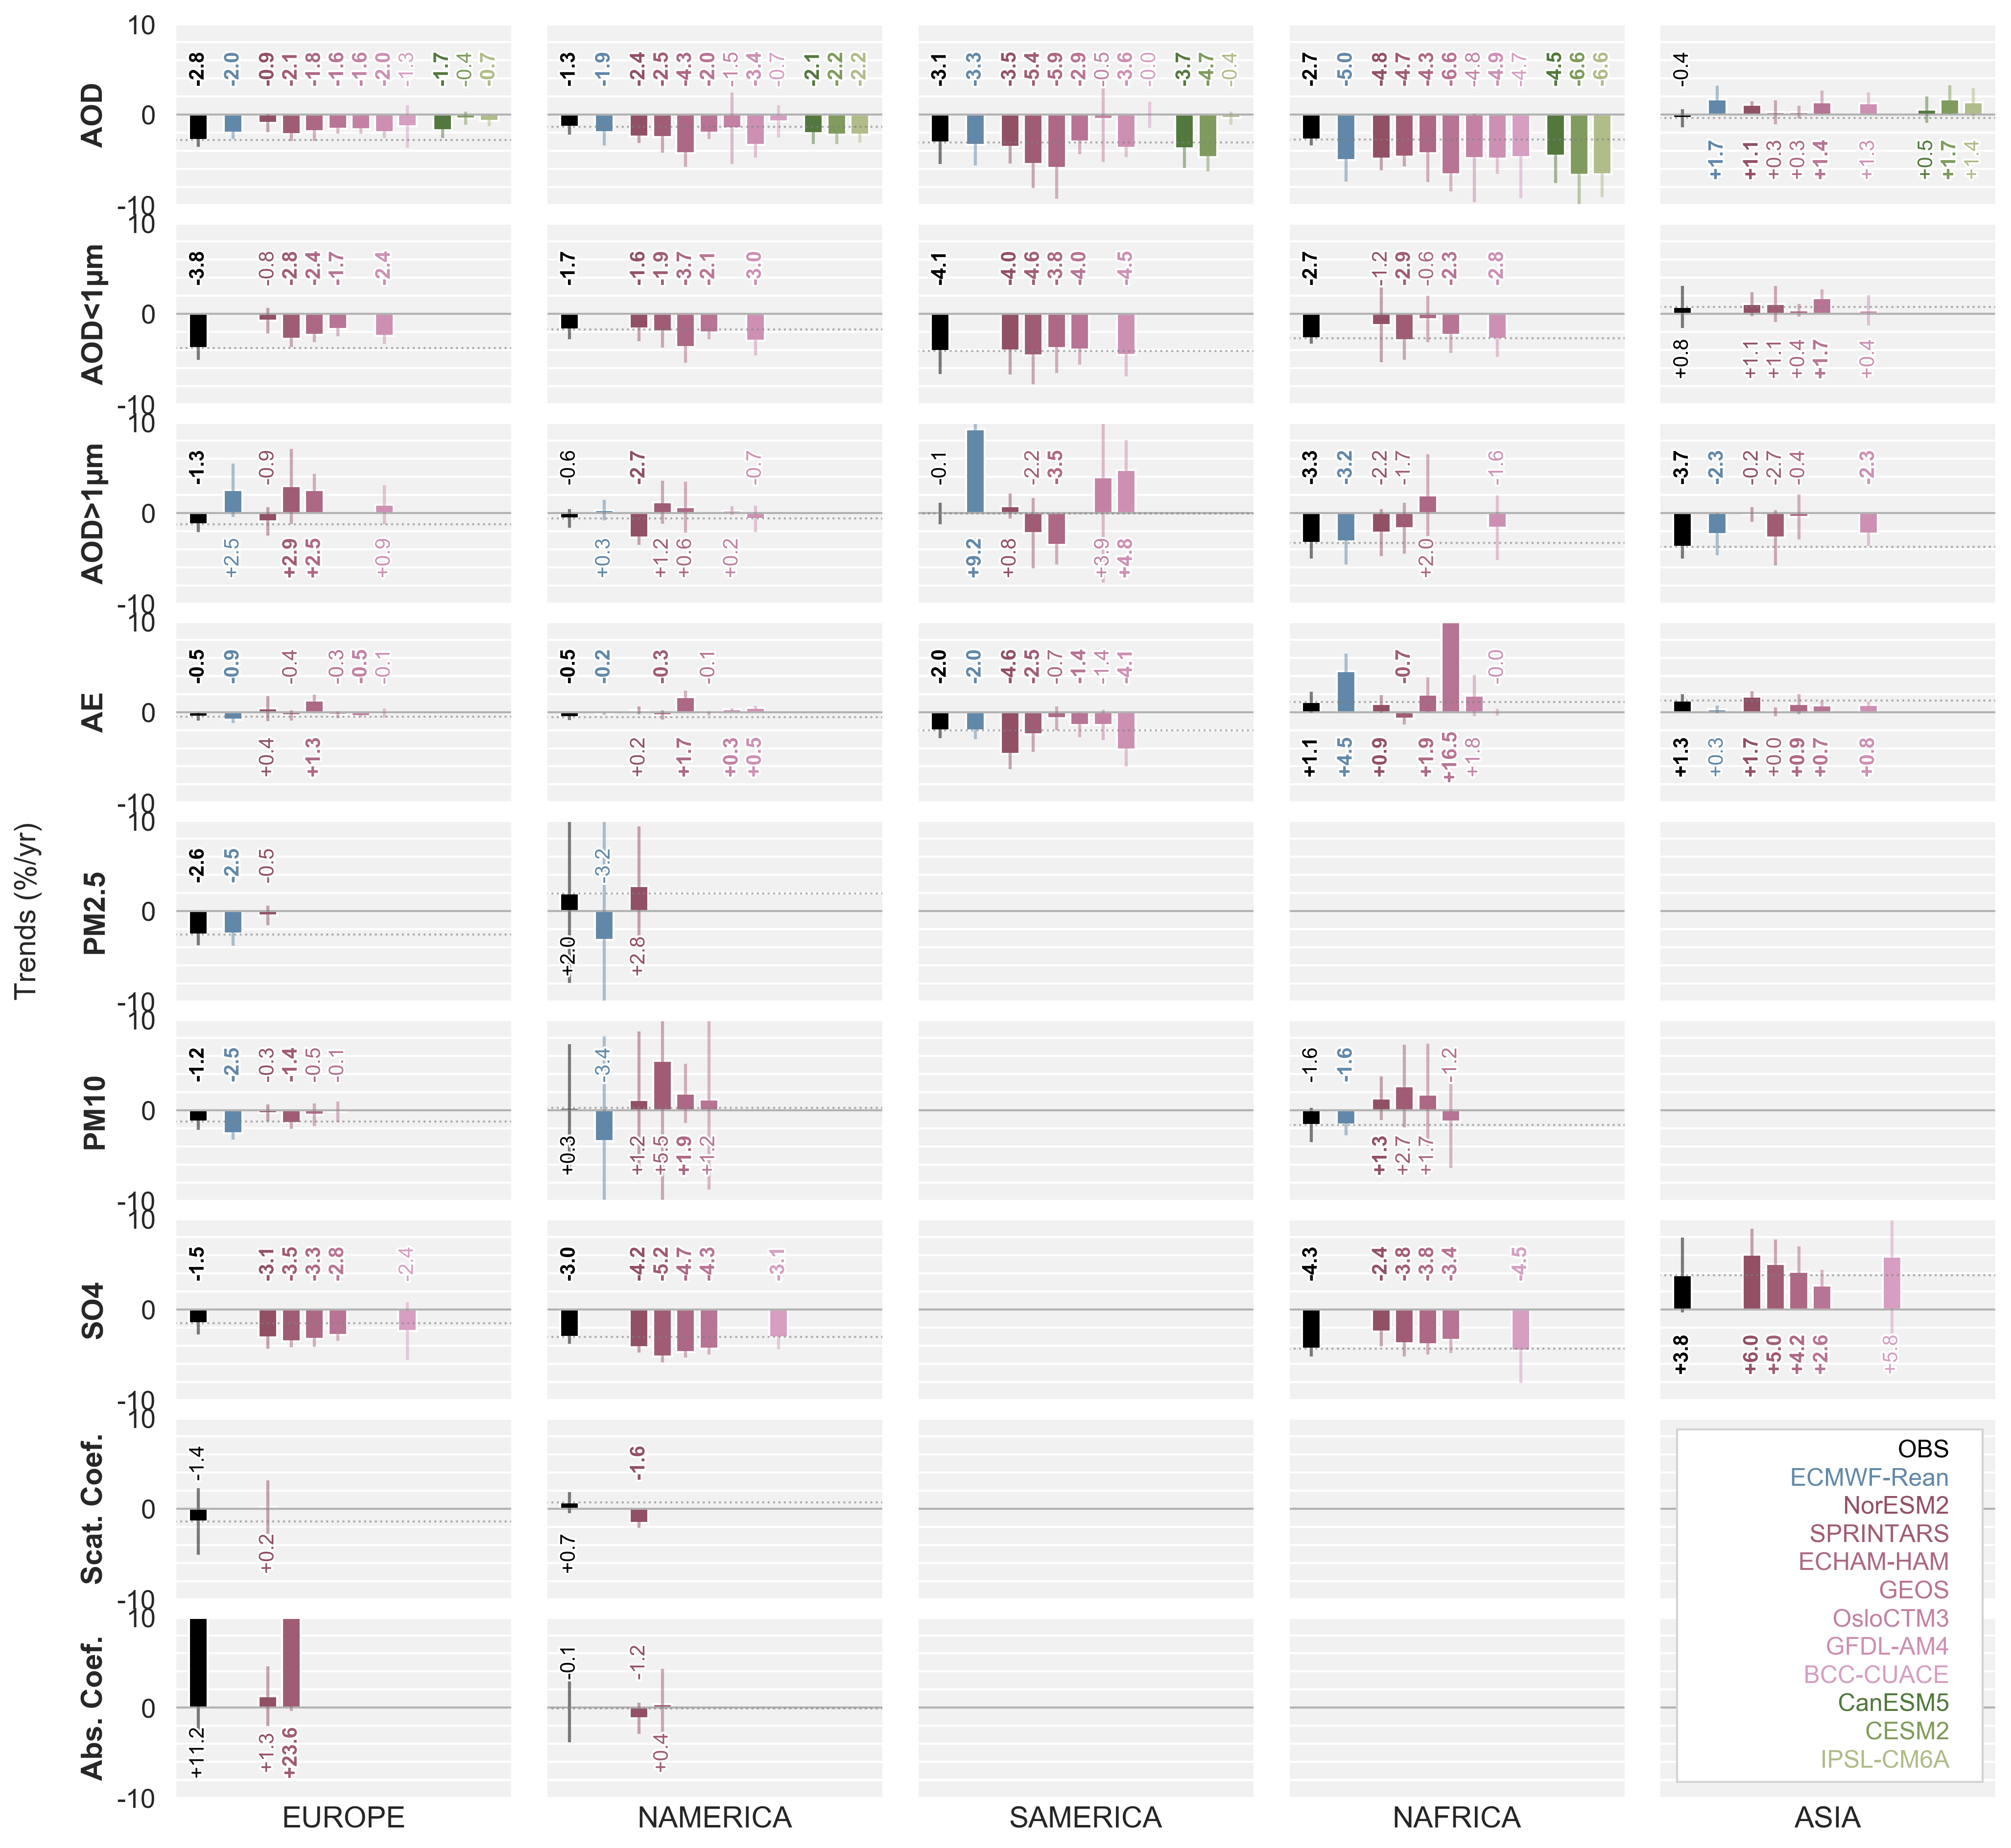 Trends (%/yr)
AOD
10
0
-10
-2.8 -2.0 -0.9 -2.1 -1.8 -1.6 -1.6 -2.0 -1.3 -1.7 -0.4 -0.7
-1.3 -1.9 -2.4 -2.5 -4.3 -2.0 -1.5 -3.4 -0.7 -2.1 -2.2 -2.2
-3.1 -3.3 -3.5 -5.4 -5.9 -2.9 -0.5 -3.6 -0.0 -3.7 -4.7 -0.4
-2.7 -5.0 -4.8 -4.7 -4.3 -6.6 -4.8 -4.9 -4.7 -4.5 -6.6 -6.6
-0.4
+1.7 +1.1 +0.3 +0.3 +1.4 +1.3 +0.5 +1.7 +1.4
AOD<1μm
10
0
-10
-3.8 -0.8 -2.8 -2.4 -1.7 -2.4
-1.7 -1.6 -1.9 -3.7 -2.1 -3.0
-4.1 -4.0 -4.6 -3.8 -4.0 -4.5
-2.7 -1.2 -2.9 -0.6 -2.3 -2.8
+0.8 +1.1 +1.1 +0.4 +1.7 +0.4
AOD>1μm
10
0
-10
-1.3 -0.9
+2.5 +2.9 +2.5 +0.9
-0.6 -2.7 -0.7
+0.3 +1.2 +0.6 +0.2
-0.1 -2.2 -3.5
+9.2 +0.8 +3.9 +4.8
-3.3 -3.2 -2.2 -1.7 -1.6
+2.0
-3.7 -2.3 -0.2 -2.7 -0.4 -2.3
AE
10
0
-10
-0.5 -0.9 -0.4 -0.3 -0.5 -0.1
+0.4 +1.3
-0.5 -0.2 -0.3 -0.1
+0.2 +1.7 +0.3 +0.5
-2.0 -2.0 -4.6 -2.5 -0.7 -1.4 -1.4 -4.1
-0.7 -0.0
+1.1 +4.5 +0.9 +1.9 +16.5 +1.8
+1.3 +0.3 +1.7 +0.0 +0.9 +0.7 +0.8
PM2.5
10
0
-10
-2.6 -2.5 -0.5
-3.2
+2.0 +2.8
PM10
10
0
-10
-1.2 -2.5 -0.3 -1.4 -0.5 -0.1
-3.4
+0.3 +1.2 +5.5 +1.9 +1.2
-1.6 -1.6 -1.2
+1.3 +2.7 +1.7
SO4
10
0
-10
-1.5 -3.1 -3.5 -3.3 -2.8 -2.4
-3.0 -4.2 -5.2 -4.7 -4.3 -3.1
-4.3 -2.4 -3.8 -3.8 -3.4 -4.5
+3.8 +6.0 +5.0 +4.2 +2.6 +5.8
Scat. Coef.
10
0
-10
-1.4
+0.2
-1.6
+0.7
Abs. Coef.
10
0
-10
+11.2 +1.3 +23.6
-0.1 -1.2
+0.4
OBS
ECMWF-Rean
NorESM2
SPRINTARS
ECHAM-HAM
GEOS
OsloCTM3
GFDL-AM4
BCC-CUACE
CanESM5
CESM2
IPSL-CM6A
EUROPE
NAMERICA
SAMERICA
NAFRICA
ASIA